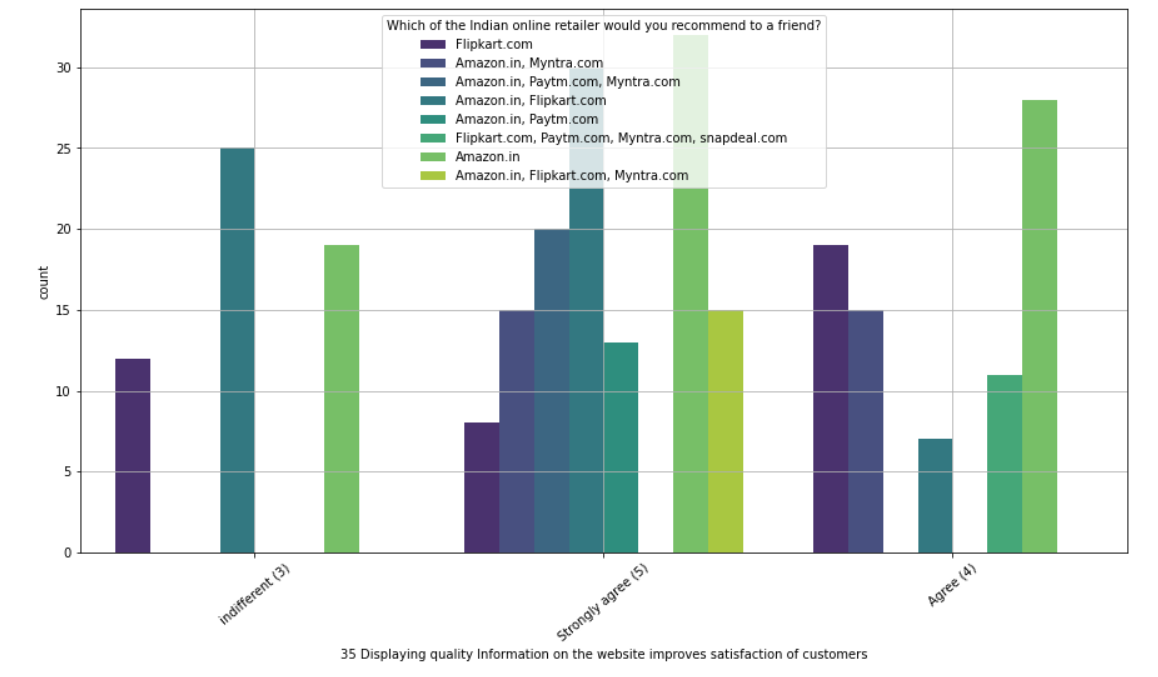 Which of the Indian online retailer would you recommend to a friend?
Flipkart.com
Amazon.in, Myntra.com
Amazon.in, Paytm.com, Myntra.com
Amazon.in, Flipkart.com
Amazon.in, Paytm.com
Flipkart.com, Paytm.com, Myntra.com, snapdeal.com
Amazon.in
Amazon.in, Flipkart.com, Myntra.com
30
25
20
15
10
5
0
count
indifferent (3)
Strongly agree (5)
Agree (4)
35 Displaying quality Information on the website improves satisfaction of customers